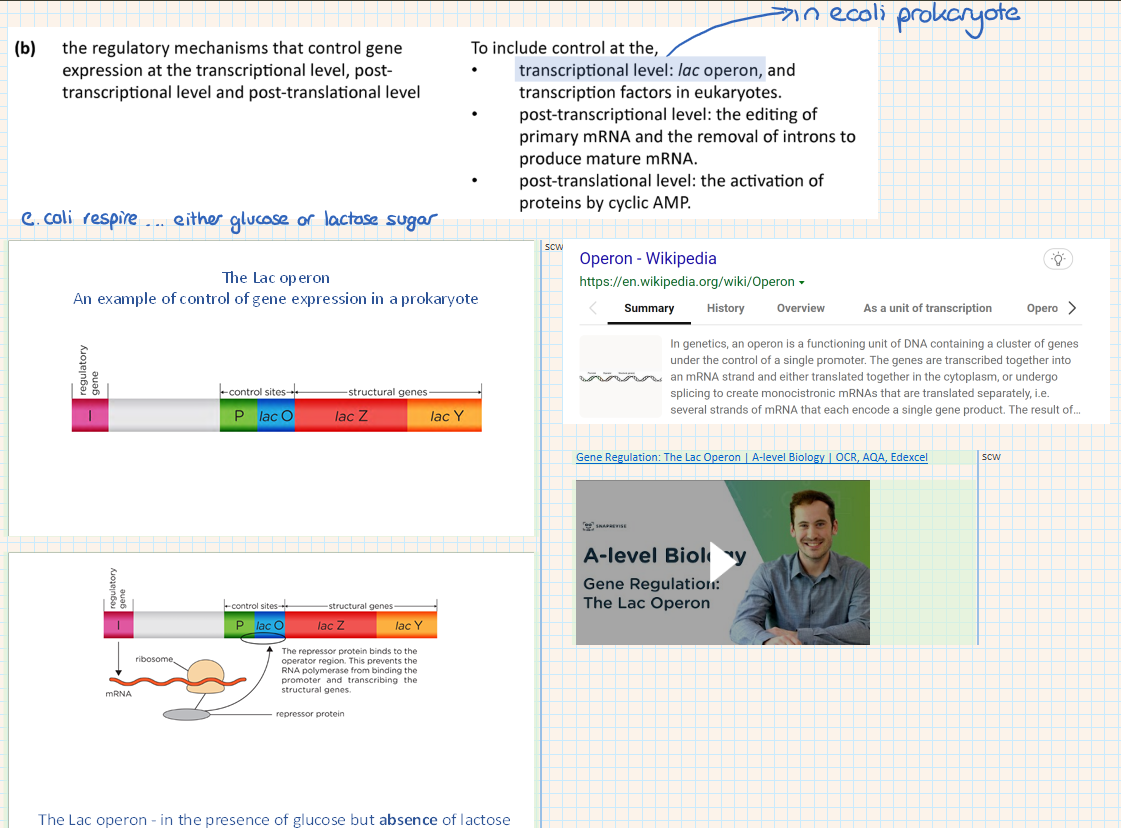 in ecoli prokaryote
(b) the regulatory mechanisms that control gene
expression at the transcriptional level, post-
transcriptional level and post-translational level
To include control at the,
• transcriptional level: lac operon, and
transcription factors in eukaryotes.
• post-transcriptional level: the editing of
primary mRNA and the removal of introns to
produce mature mRNA.
• post-translational level: the activation of
proteins by cyclic AMP.
e. coli respire ... either glucose or lactose sugar
The Lac operon
An example of control of gene expression in a prokaryote
regulatory
gene
control sites
structural genes
I
P
lac O
lac Z
lac Y
scw
Operon - Wikipedia
https://en.wikipedia.org/wiki/Operon
Summary History Overview As a unit of transcription Opero
In genetics, an operon is a functioning unit of DNA containing a cluster of genes
under the control of a single promoter. The genes are transcribed together into
an mRNA strand and either translated together in the cytoplasm, or undergo
splicing to create monocistronic mRNAs that are translated separately, i.e.
several strands of mRNA that each encode a single gene product. The result of…
Gene Regulation: The Lac Operon | A-level Biology | OCR, AQA, Edexcel
scw
SNAPREVISE
A-level Biology
Gene Regulation:
The Lac Operon
regulatory
gene
control sites
structural genes
I
P
lac O
lac Z
lac Y
The repressor protein binds to the
operator region. This prevents the
RNA polymerase from binding the
promoter and transcribing the
structural genes.
ribosome
mRNA
repressor protein
The Lac operon - in the presence of glucose but absence of lactose